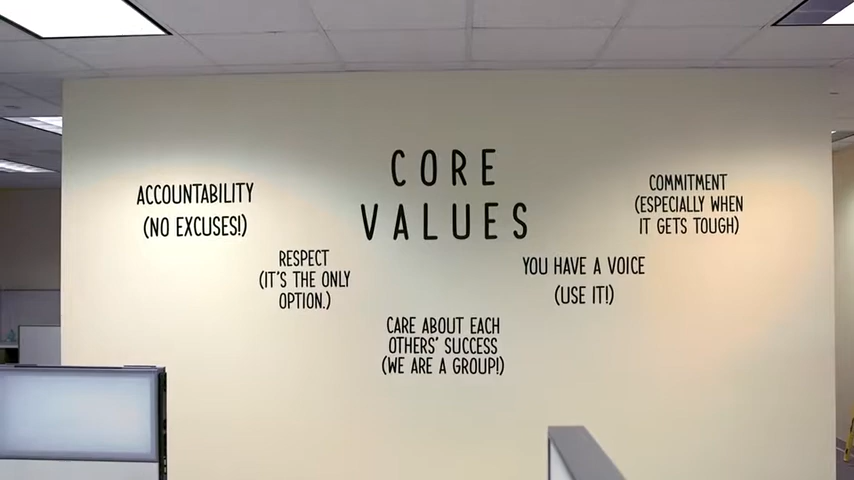 CORE
VALUES
ACCOUNTABILITY
(NO EXCUSES!)
RESPECT
(IT'S THE ONLY
OPTION.)
CARE ABOUT EACH
OTHERS' SUCCESS
(WE ARE A GROUP!)
YOU HAVE A VOICE
(USE IT!)
COMMITMENT
(ESPECIALLY WHEN
IT GETS TOUGH)